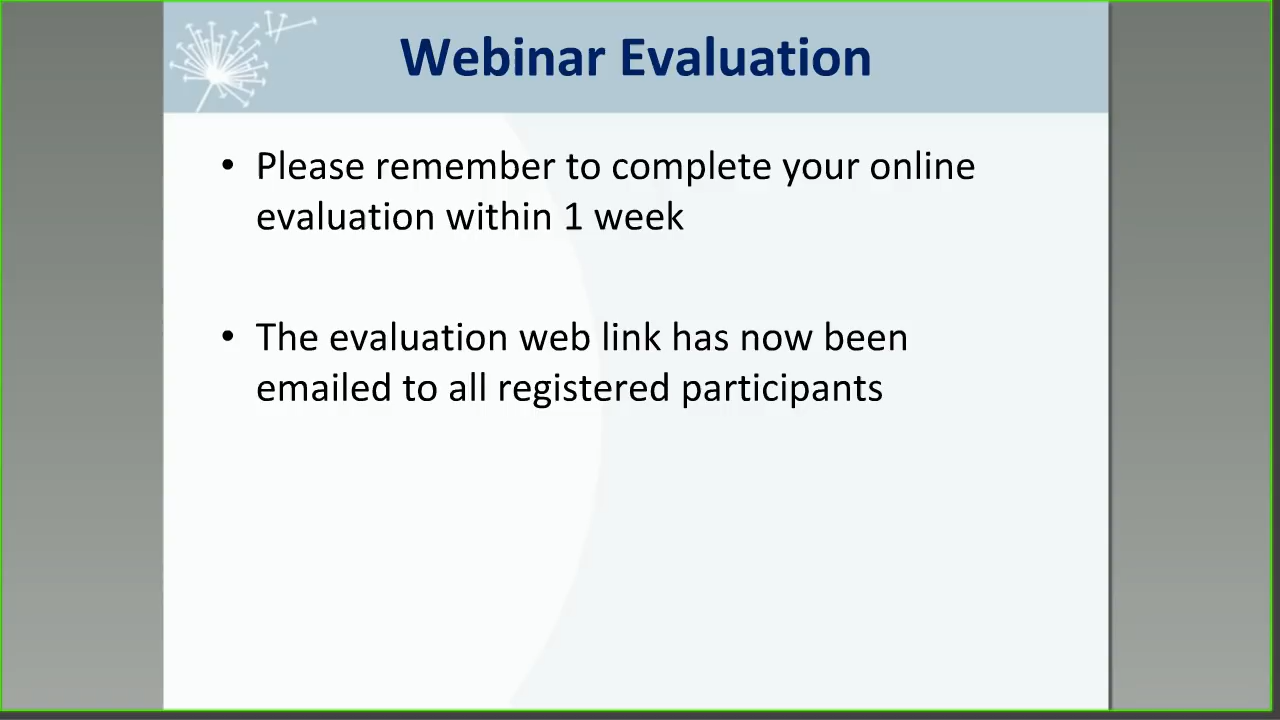 Webinar Evaluation
• Please remember to complete your online
evaluation within 1 week
• The evaluation web link has now been
emailed to all registered participants